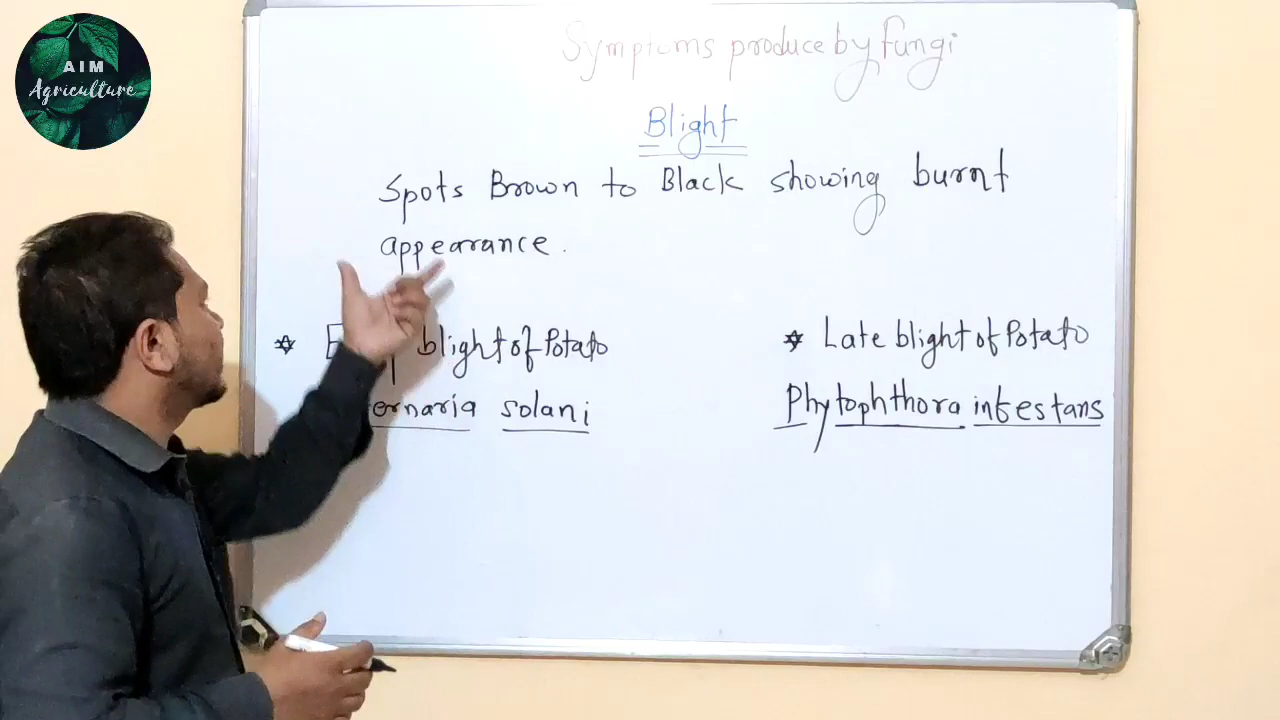 AIM
Agriculture
Symptoms produce by fungi
Blight
Spots Brown to Black showing burnt
appearance.
* blight of Potato
solani
* Late blight of Potato
Phytophthora infestans